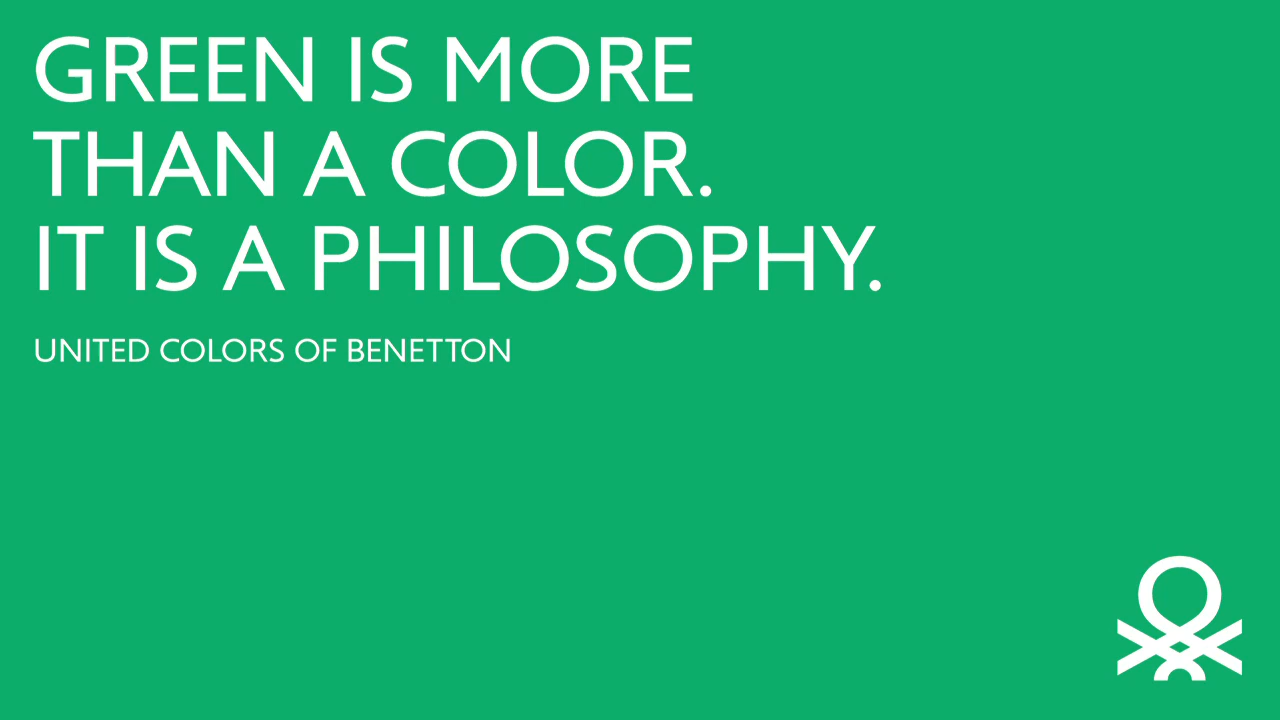 GREEN IS MORE
THAN A COLOR.
IT IS A PHILOSOPHY.
UNITED COLORS OF BENETTON